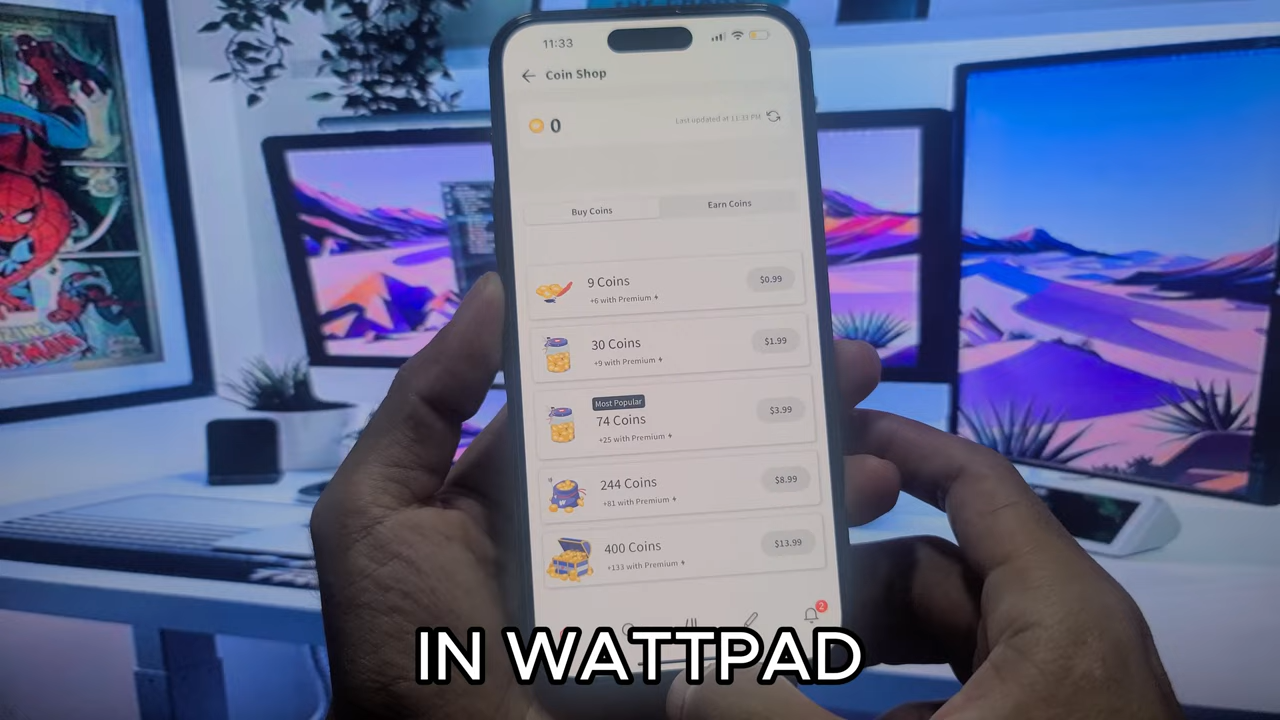 11:33
Coin Shop
0
Last updated at 11:33 PM
Buy Coins
Earn Coins
9 Coins
$0.99
+6 with Premium
30 Coins
$1.99
+9 with Premium
Most Popular
74 Coins
$3.99
+25 with Premium
244 Coins
$8.99
+81 with Premium
400 Coins
$13.99
+133 with Premium
2
IN WATTPAD